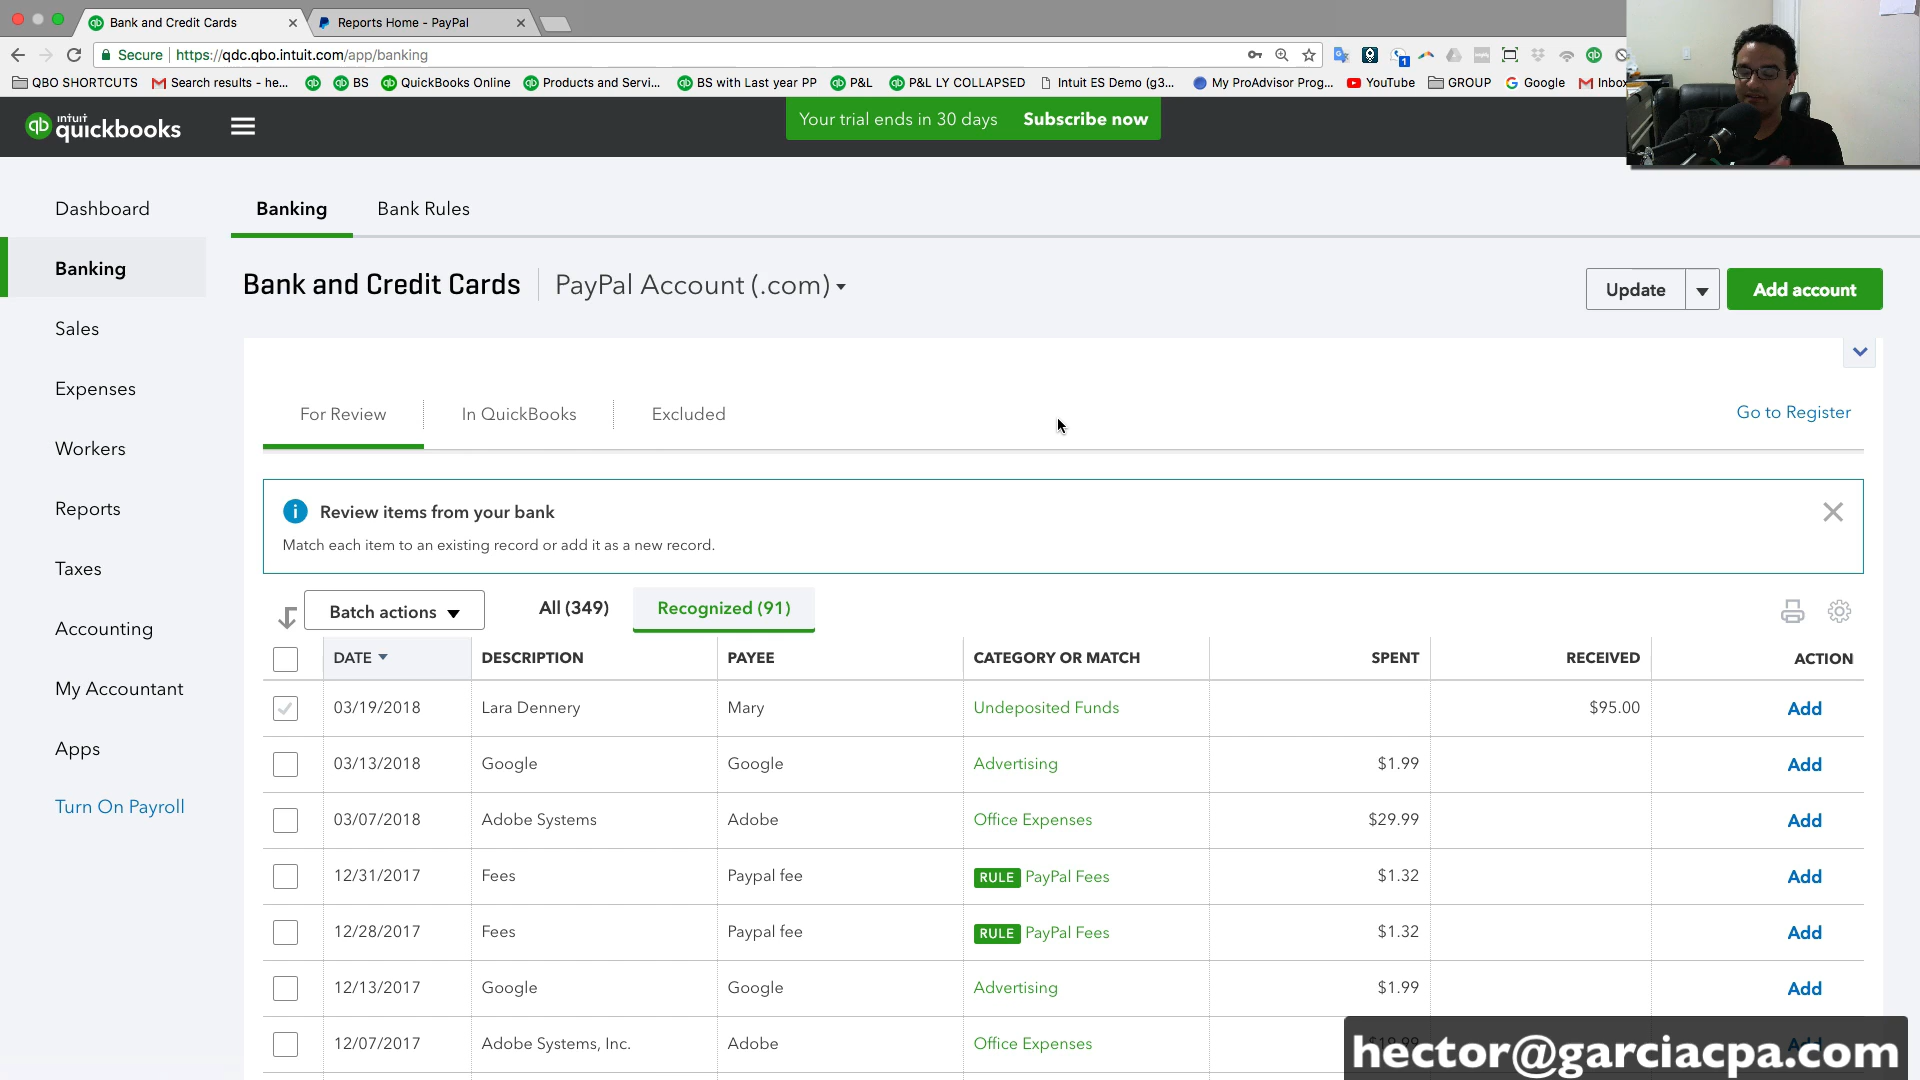 Bank and Credit Cards
Reports Home - PayPal
Secure https://qdc.qbo.intuit.com/app/banking
QBO SHORTCUTS Search results - he... BS QuickBooks Online Products and Servi... BS with Last year PP P&L P&L LY COLLAPSED Intuit ES Demo (g3... My ProAdvisor Prog... YouTube GROUP Google Inbox
intuit quickbooks
Your trial ends in 30 days Subscribe now
Dashboard
Banking
Sales
Expenses
Workers
Reports
Taxes
Accounting
My Accountant
Apps
Turn On Payroll
Banking Bank Rules
Bank and Credit Cards PayPal Account (.com)
Update Add account
For Review In QuickBooks Excluded Go to Register
Review items from your bank
Match each item to an existing record or add it as a new record.
Batch actions All (349) Recognized (91)
DATE DESCRIPTION PAYEE CATEGORY OR MATCH SPENT RECEIVED ACTION
03/19/2018 Lara Dennery Mary Undeposited Funds $95.00 Add
03/13/2018 Google Google Advertising $1.99 Add
03/07/2018 Adobe Systems Adobe Office Expenses $29.99 Add
12/31/2017 Fees Paypal fee RULE PayPal Fees $1.32 Add
12/28/2017 Fees Paypal fee RULE PayPal Fees $1.32 Add
12/13/2017 Google Google Advertising $1.99 Add
12/07/2017 Adobe Systems, Inc. Adobe Office Expenses
hector@garciacpa.com